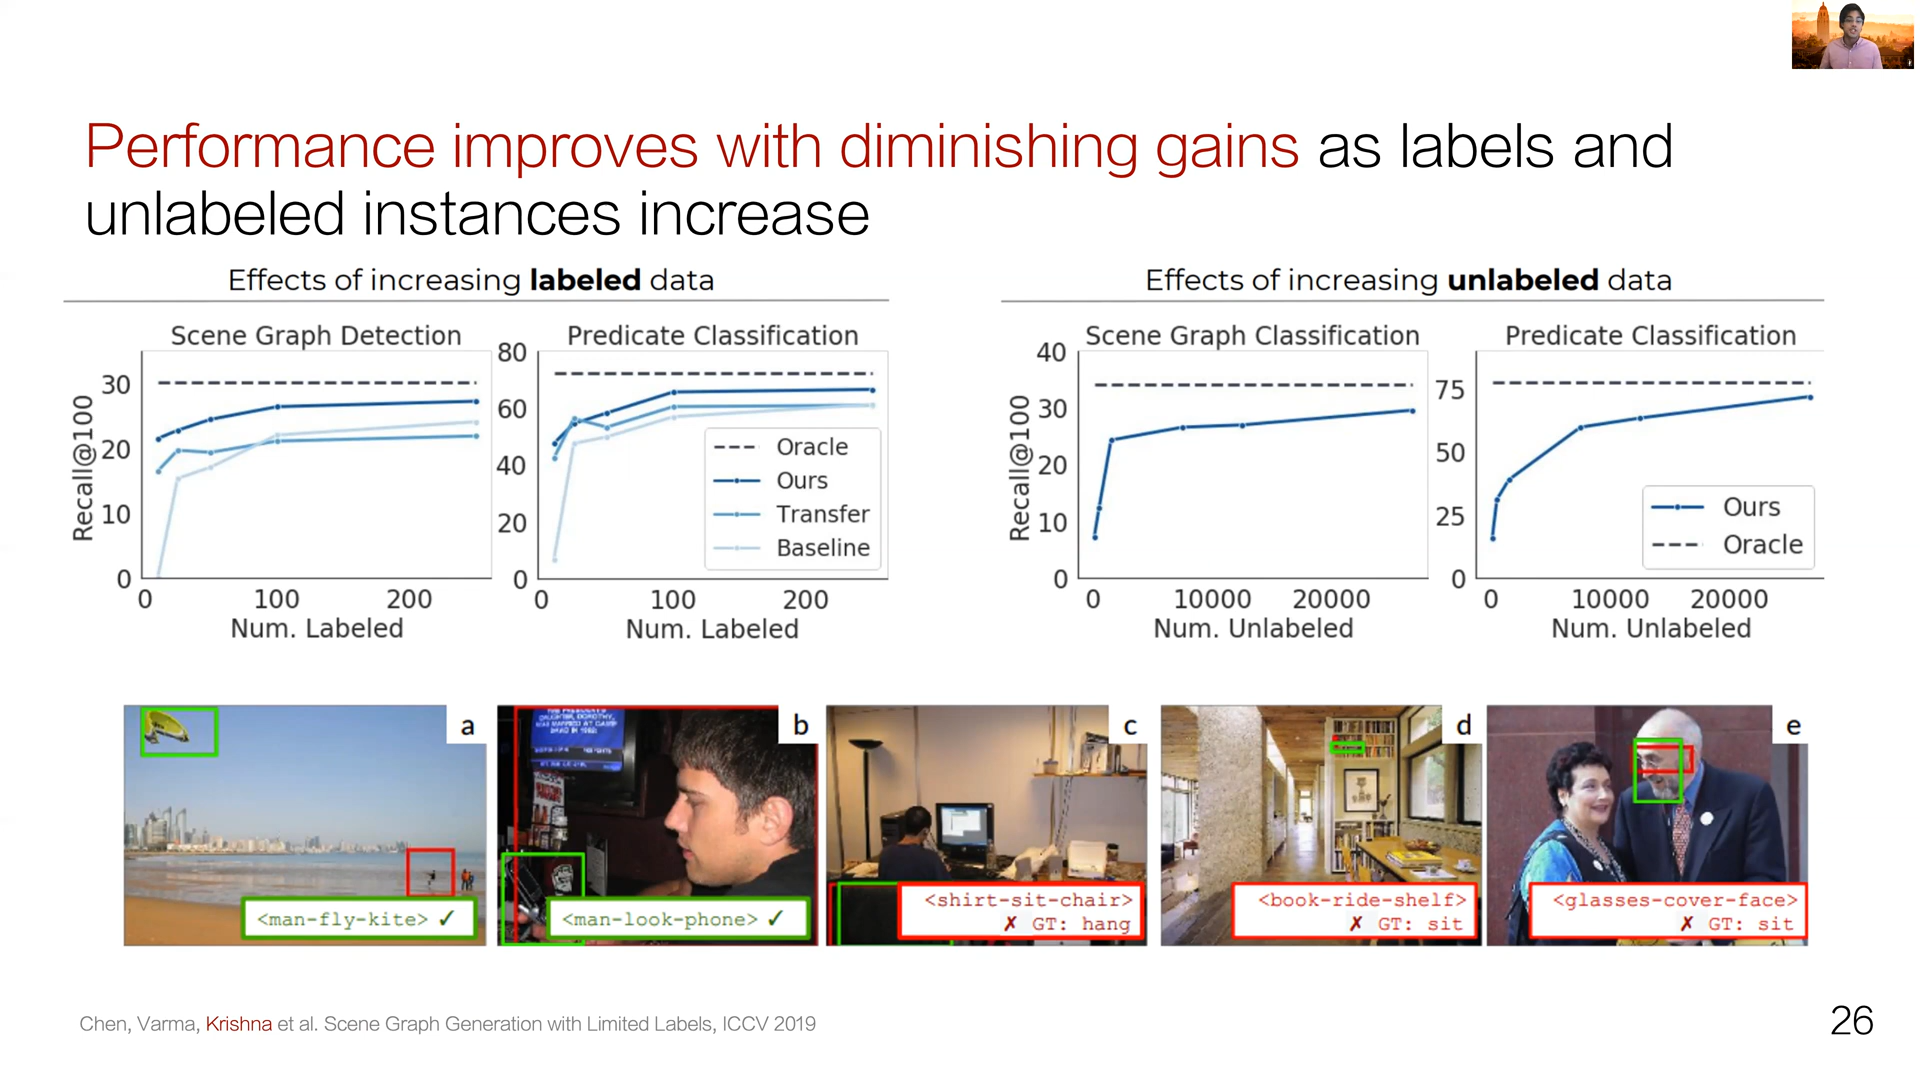 Performance improves with diminishing gains as labels and
unlabeled instances increase
Effects of increasing labeled data
Scene Graph Detection
Recall@100
30
20
10
0
0
100
200
Num. Labeled
Predicate Classification
80
60
40
20
0
0
100
200
Num. Labeled
Oracle
Ours
Transfer
Baseline
Effects of increasing unlabeled data
Scene Graph Classification
Recall@100
40
30
20
10
0
0
10000
20000
Num. Unlabeled
Predicate Classification
75
50
25
0
0
10000
20000
Num. Unlabeled
Ours
Oracle
a
<man-fly-kite> ✓
b
DAUGHTER, DOROTHY,
<man-look-phone> ✓
c
<shirt-sit-chair>
✗ GT: hang
d
<book-ride-shelf>
✗ GT: sit
e
<glasses-cover-face>
✗ GT: sit
Chen, Varma, Krishna et al. Scene Graph Generation with Limited Labels, ICCV 2019
26